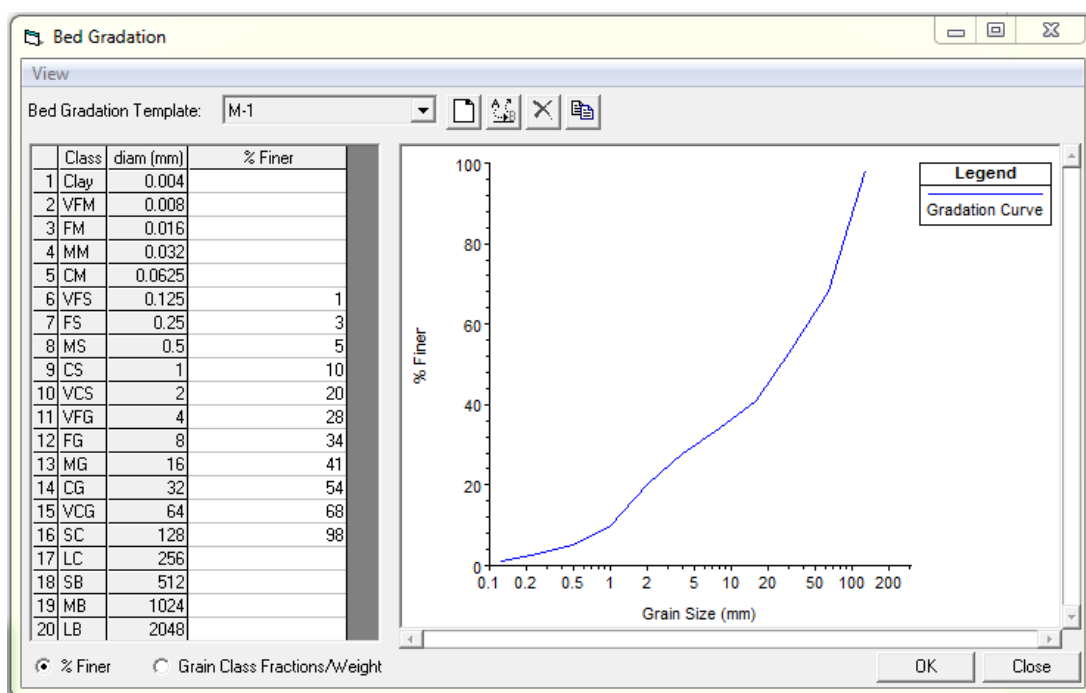 Bed Gradation
View
Bed Gradation Template: M-1
Class diam (mm) % Finer
1 Clay 0.004
2 VFM 0.008
3 FM 0.016
4 MM 0.032
5 CM 0.0625
6 VFS 0.125 1
7 FS 0.25 3
8 MS 0.5 5
9 CS 1 10
10 VCS 2 20
11 VFG 4 28
12 FG 8 34
13 MG 16 41
14 CG 32 54
15 VCG 64 68
16 SC 128 98
17 LC 256
18 SB 512
19 MB 1024
20 LB 2048
% Finer Grain Class Fractions/Weight
100
80
60
40
20
0
% Finer
0.1 0.2 0.5 1 2 5 10 20 50 100 200
Grain Size (mm)
Legend
Gradation Curve
OK Close